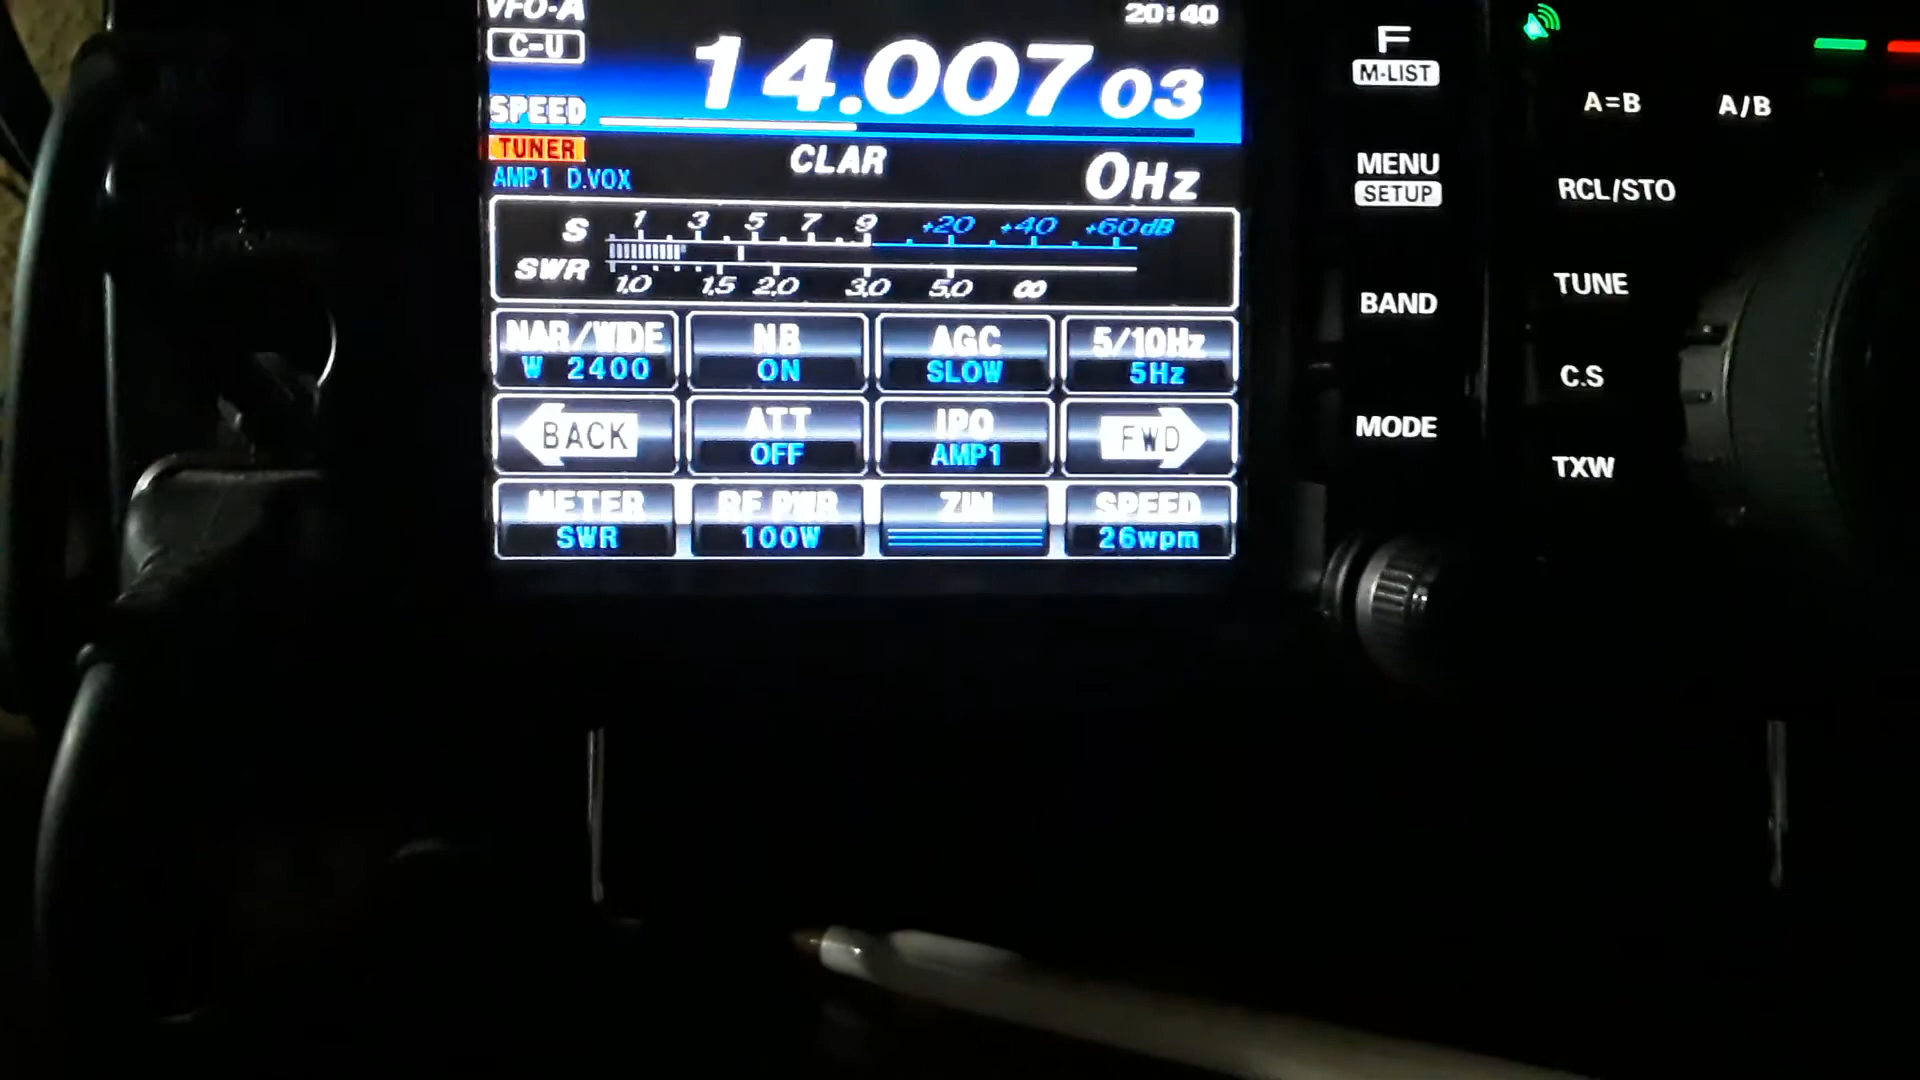 VFO-A 20:40
C-U 14.007 03
SPEED
TUNER CLAR 0Hz
AMP1 D.VOX
S 1 3 5 7 9 +20 +40 +60dB
SWR 1.0 1.5 2.0 3.0 5.0 ∞
NAR/WIDE NB AGC 5/10Hz
W 2400 ON SLOW 5Hz
BACK ATT IPO FWD
OFF AMP1
METER RF PWR ZIN SPEED
SWR 100W 26wpm
F
M-LIST
MENU
SETUP
BAND
MODE
A=B A/B
RCL/STO
TUNE
C.S
TXW